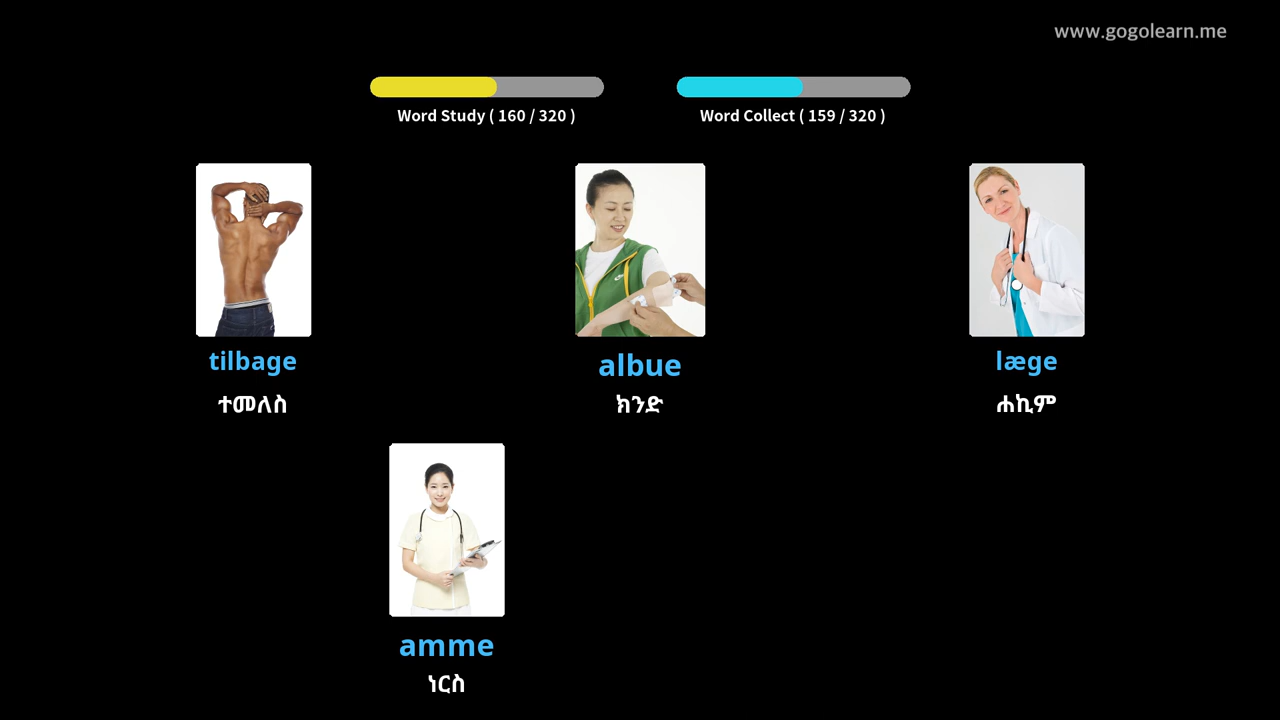 www.gogolearn.me
Word Study ( 160 / 320 )
Word Collect ( 159 / 320 )
tilbage
albue
læge
ተመለስ
ክንድ
ሐኪም
amme
ነርስ